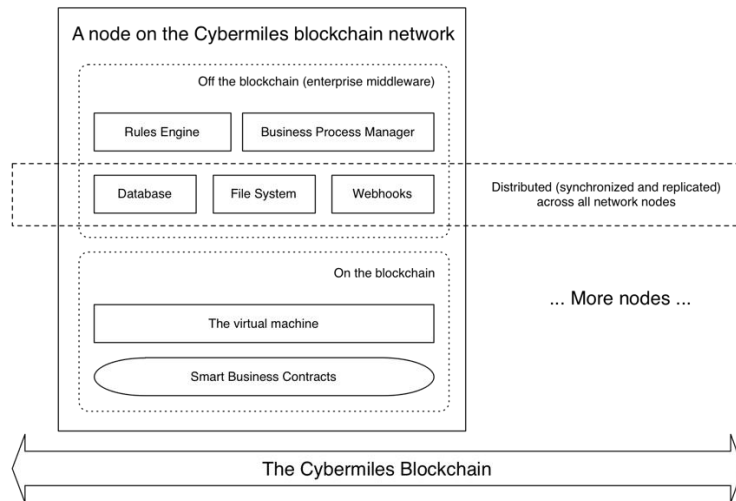 A node on the Cybermiles blockchain network
Off the blockchain (enterprise middleware)
Rules Engine
Business Process Manager
Database
File System
Webhooks
Distributed (synchronized and replicated)
across all network nodes
On the blockchain
The virtual machine
... More nodes ...
Smart Business Contracts
The Cybermiles Blockchain